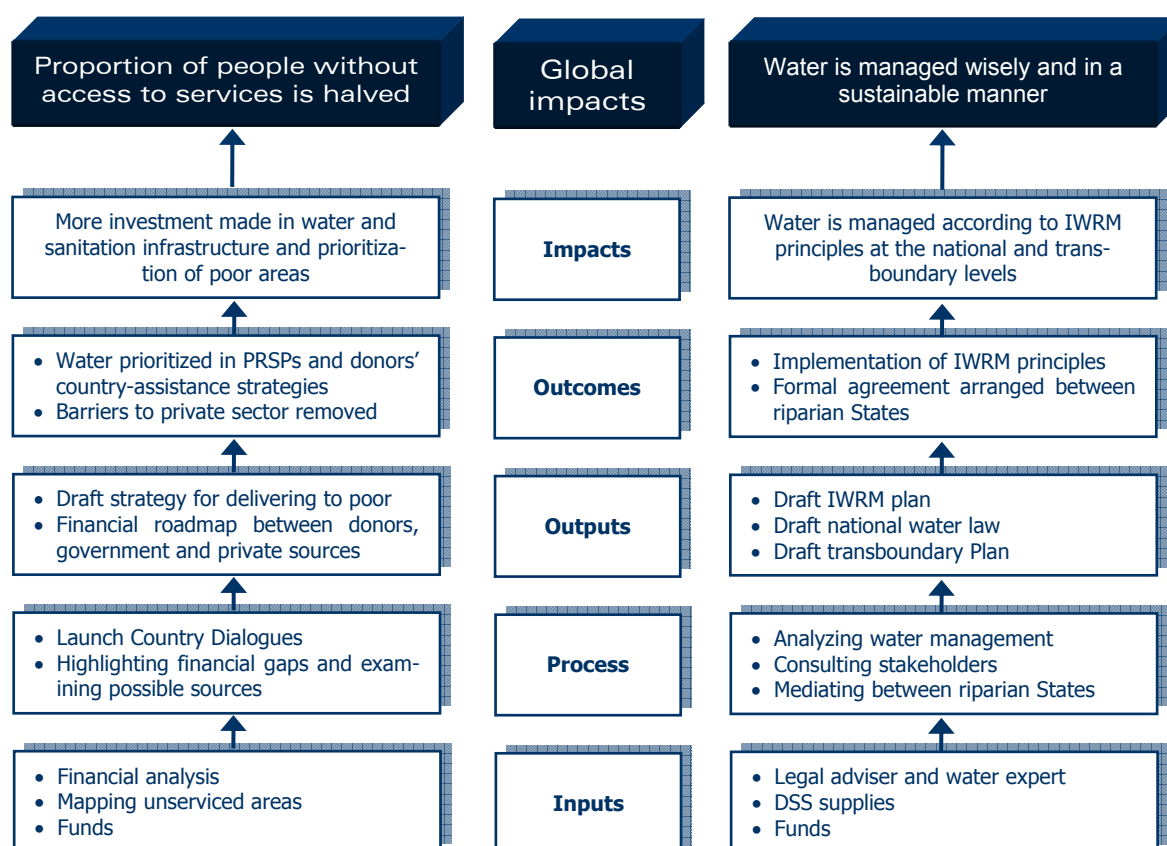 Proportion of people without
access to services is halved
Global
impacts
Water is managed wisely and in a
sustainable manner
More investment made in water and
sanitation infrastructure and prioritiza-
tion of poor areas
Impacts
Water is managed according to IWRM
principles at the national and trans-
boundary levels
• Water prioritized in PRSPs and donors'
country-assistance strategies
• Barriers to private sector removed
Outcomes
• Implementation of IWRM principles
• Formal agreement arranged between
riparian States
• Draft strategy for delivering to poor
• Financial roadmap between donors,
government and private sources
Outputs
• Draft IWRM plan
• Draft national water law
• Draft transboundary Plan
• Launch Country Dialogues
• Highlighting financial gaps and exam-
ining possible sources
Process
• Analyzing water management
• Consulting stakeholders
• Mediating between riparian States
• Financial analysis
• Mapping unserviced areas
• Funds
Inputs
• Legal adviser and water expert
• DSS supplies
• Funds